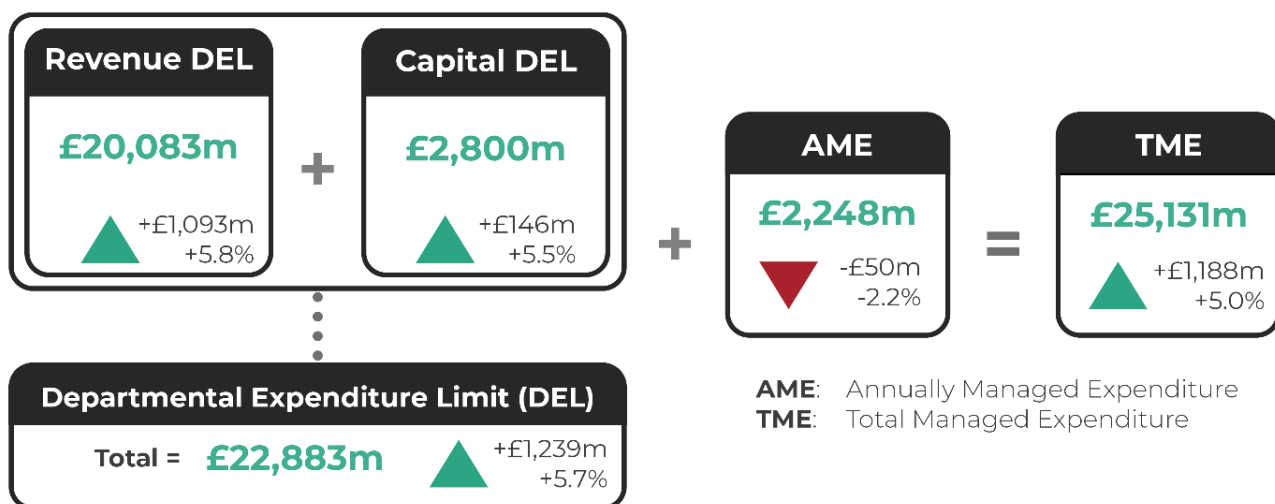 Revenue DEL
£20,083m
+£1,093m
+5.8%
+
Capital DEL
£2,800m
+£146m
+5.5%
+
AME
£2,248m
-£50m
-2.2%
=
TME
£25,131m
+£1,188m
+5.0%
Departmental Expenditure Limit (DEL)
Total = £22,883m
+£1,239m
+5.7%
AME: Annually Managed Expenditure
TME: Total Managed Expenditure